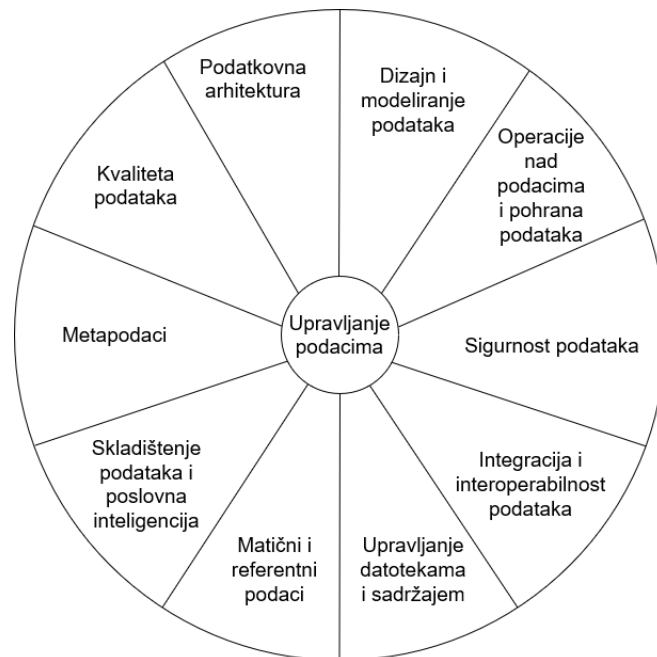 Podatkovna
arhitektura
Dizajn i
modeliranje
podataka
Operacije
nad
podacima
i pohrana
podataka
Sigurnost podataka
Integracija i
interoperabilnost
podataka
Upravljanje
datotekama
i sadržajem
Matični i
referentni
podaci
Skladištenje
podataka i
poslovna
inteligencija
Metapodaci
Kvaliteta
podataka
Upravljanje
podacima